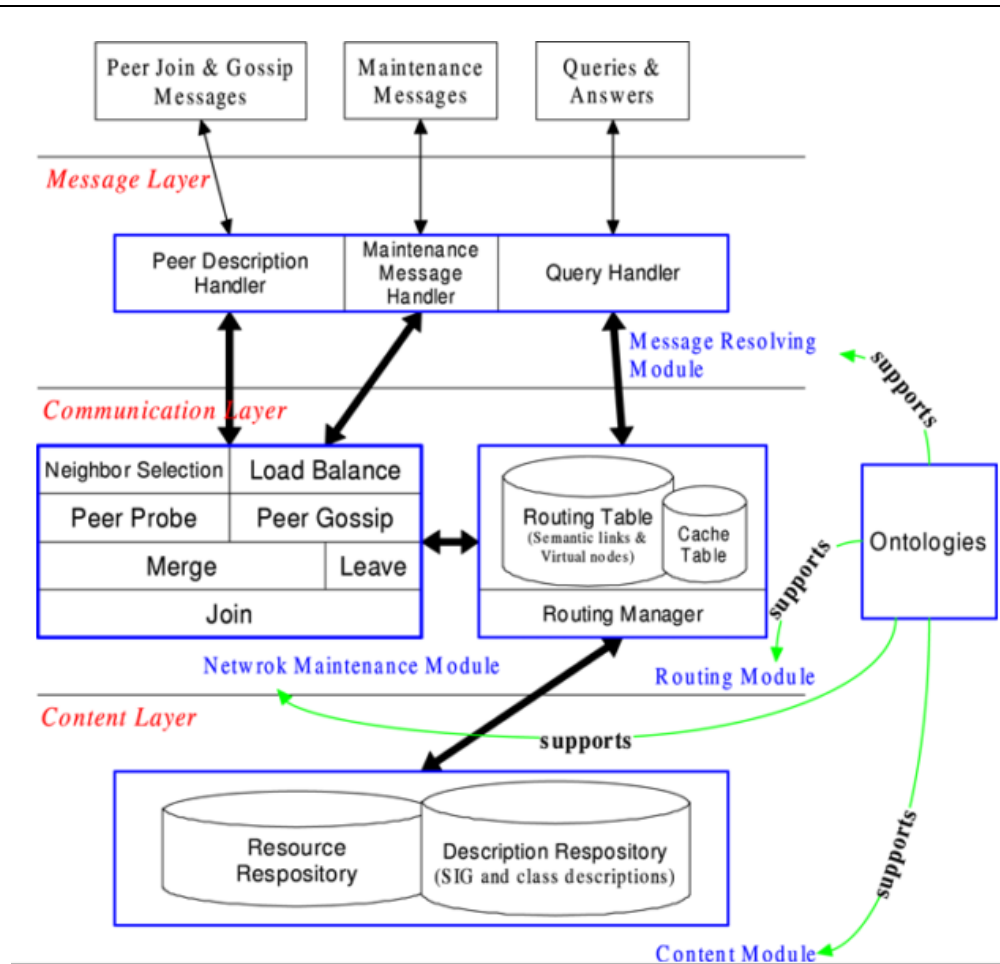 Peer Join & Gossip
Messages
Maintenance
Messages
Queries &
Answers
Message Layer
Peer Description
Handler
Maintenance
Message
Handler
Query Handler
Message Resolving
Module
supports
Communication Layer
Neighbor Selection
Load Balance
Peer Probe
Peer Gossip
Merge
Leave
Join
Routing Table
(Semantic links &
Virtual nodes)
Cache
Table
Routing Manager
Ontologies
supports
Netwrok Maintenance Module
Routing Module
Content Layer
supports
Resource
Respository
Description Respository
(SIG and class descriptions)
supports
Content Module